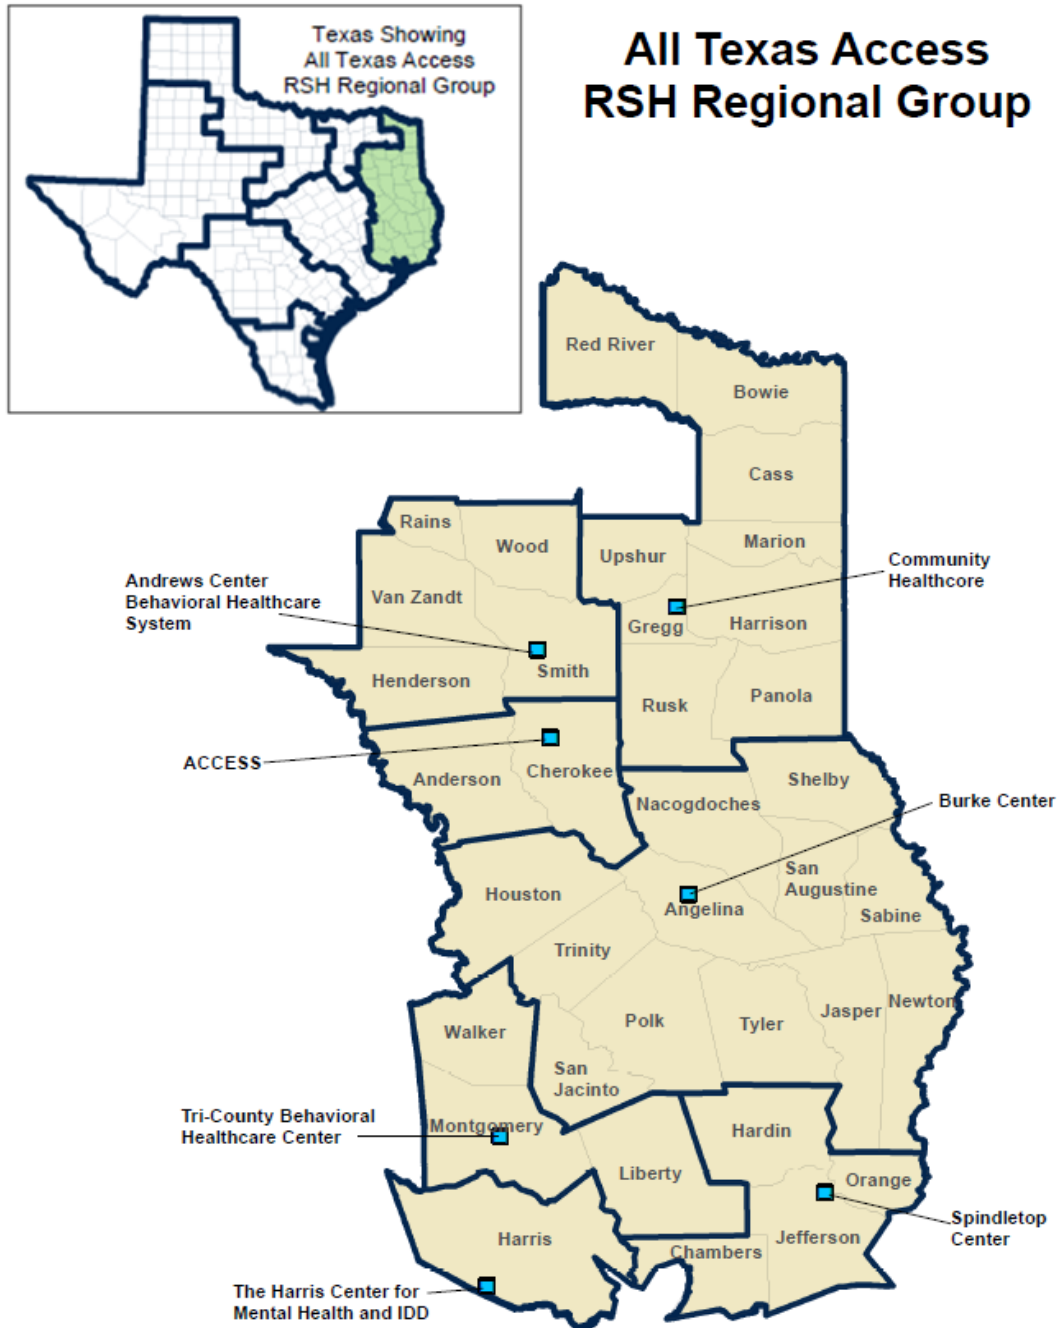 Texas Showing
All Texas Access
RSH Regional Group
All Texas Access
RSH Regional Group
Red River
Bowie
Cass
Rains
Wood
Upshur
Marion
Community
Healthcore
Andrews Center
Behavioral Healthcare
System
Van Zandt
Gregg
Harrison
Henderson
Smith
Rusk
Panola
ACCESS
Anderson
Cherokee
Nacogdoches
Shelby
Burke Center
Houston
San
Augustine
Angelina
Sabine
Trinity
Walker
Polk
Tyler
Jasper
Newton
San
Jacinto
Tri-County Behavioral
Healthcare Center
Montgomery
Hardin
Liberty
Orange
Harris
Chambers
Jefferson
Spindletop
Center
The Harris Center for
Mental Health and IDD